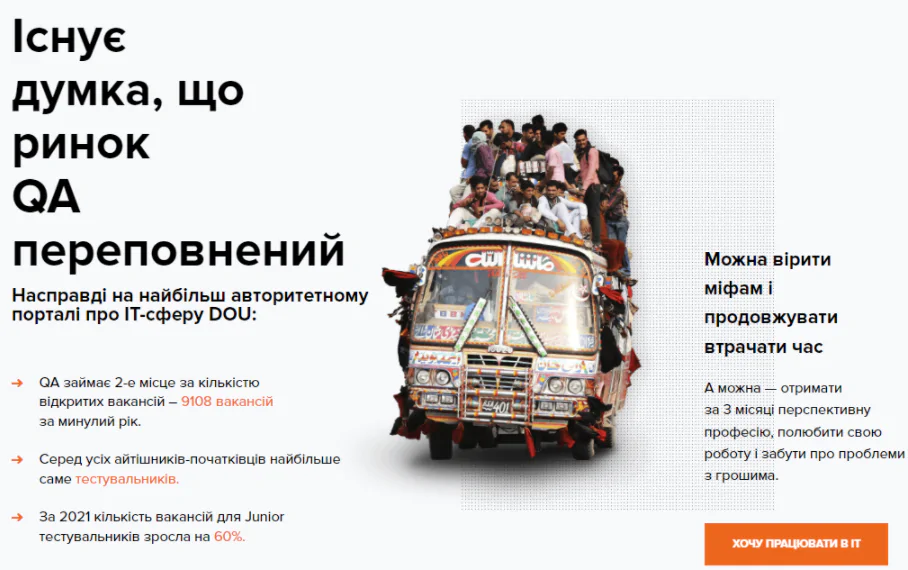 Існує
думка, що
ринок
QA
переповнений
Насправді на найбільш авторитетному
порталі про ІТ-сферу DOU:
QA займає 2-е місце за кількістю
відкритих вакансій – 9108 вакансій
за минулий рік.
Серед усіх айтішників-початківців найбільше
саме тестувальників.
За 2021 кількість вакансій для Junior
тестувальників зросла на 60%.
Можна вірити
міфам і
продовжувати
втрачати час
А можна — отримати
за 3 місяці перспективну
професію, полюбити свою
роботу і забути про проблеми
з грошима.
ХОЧУ ПРАЦЮВАТИ В ІТ